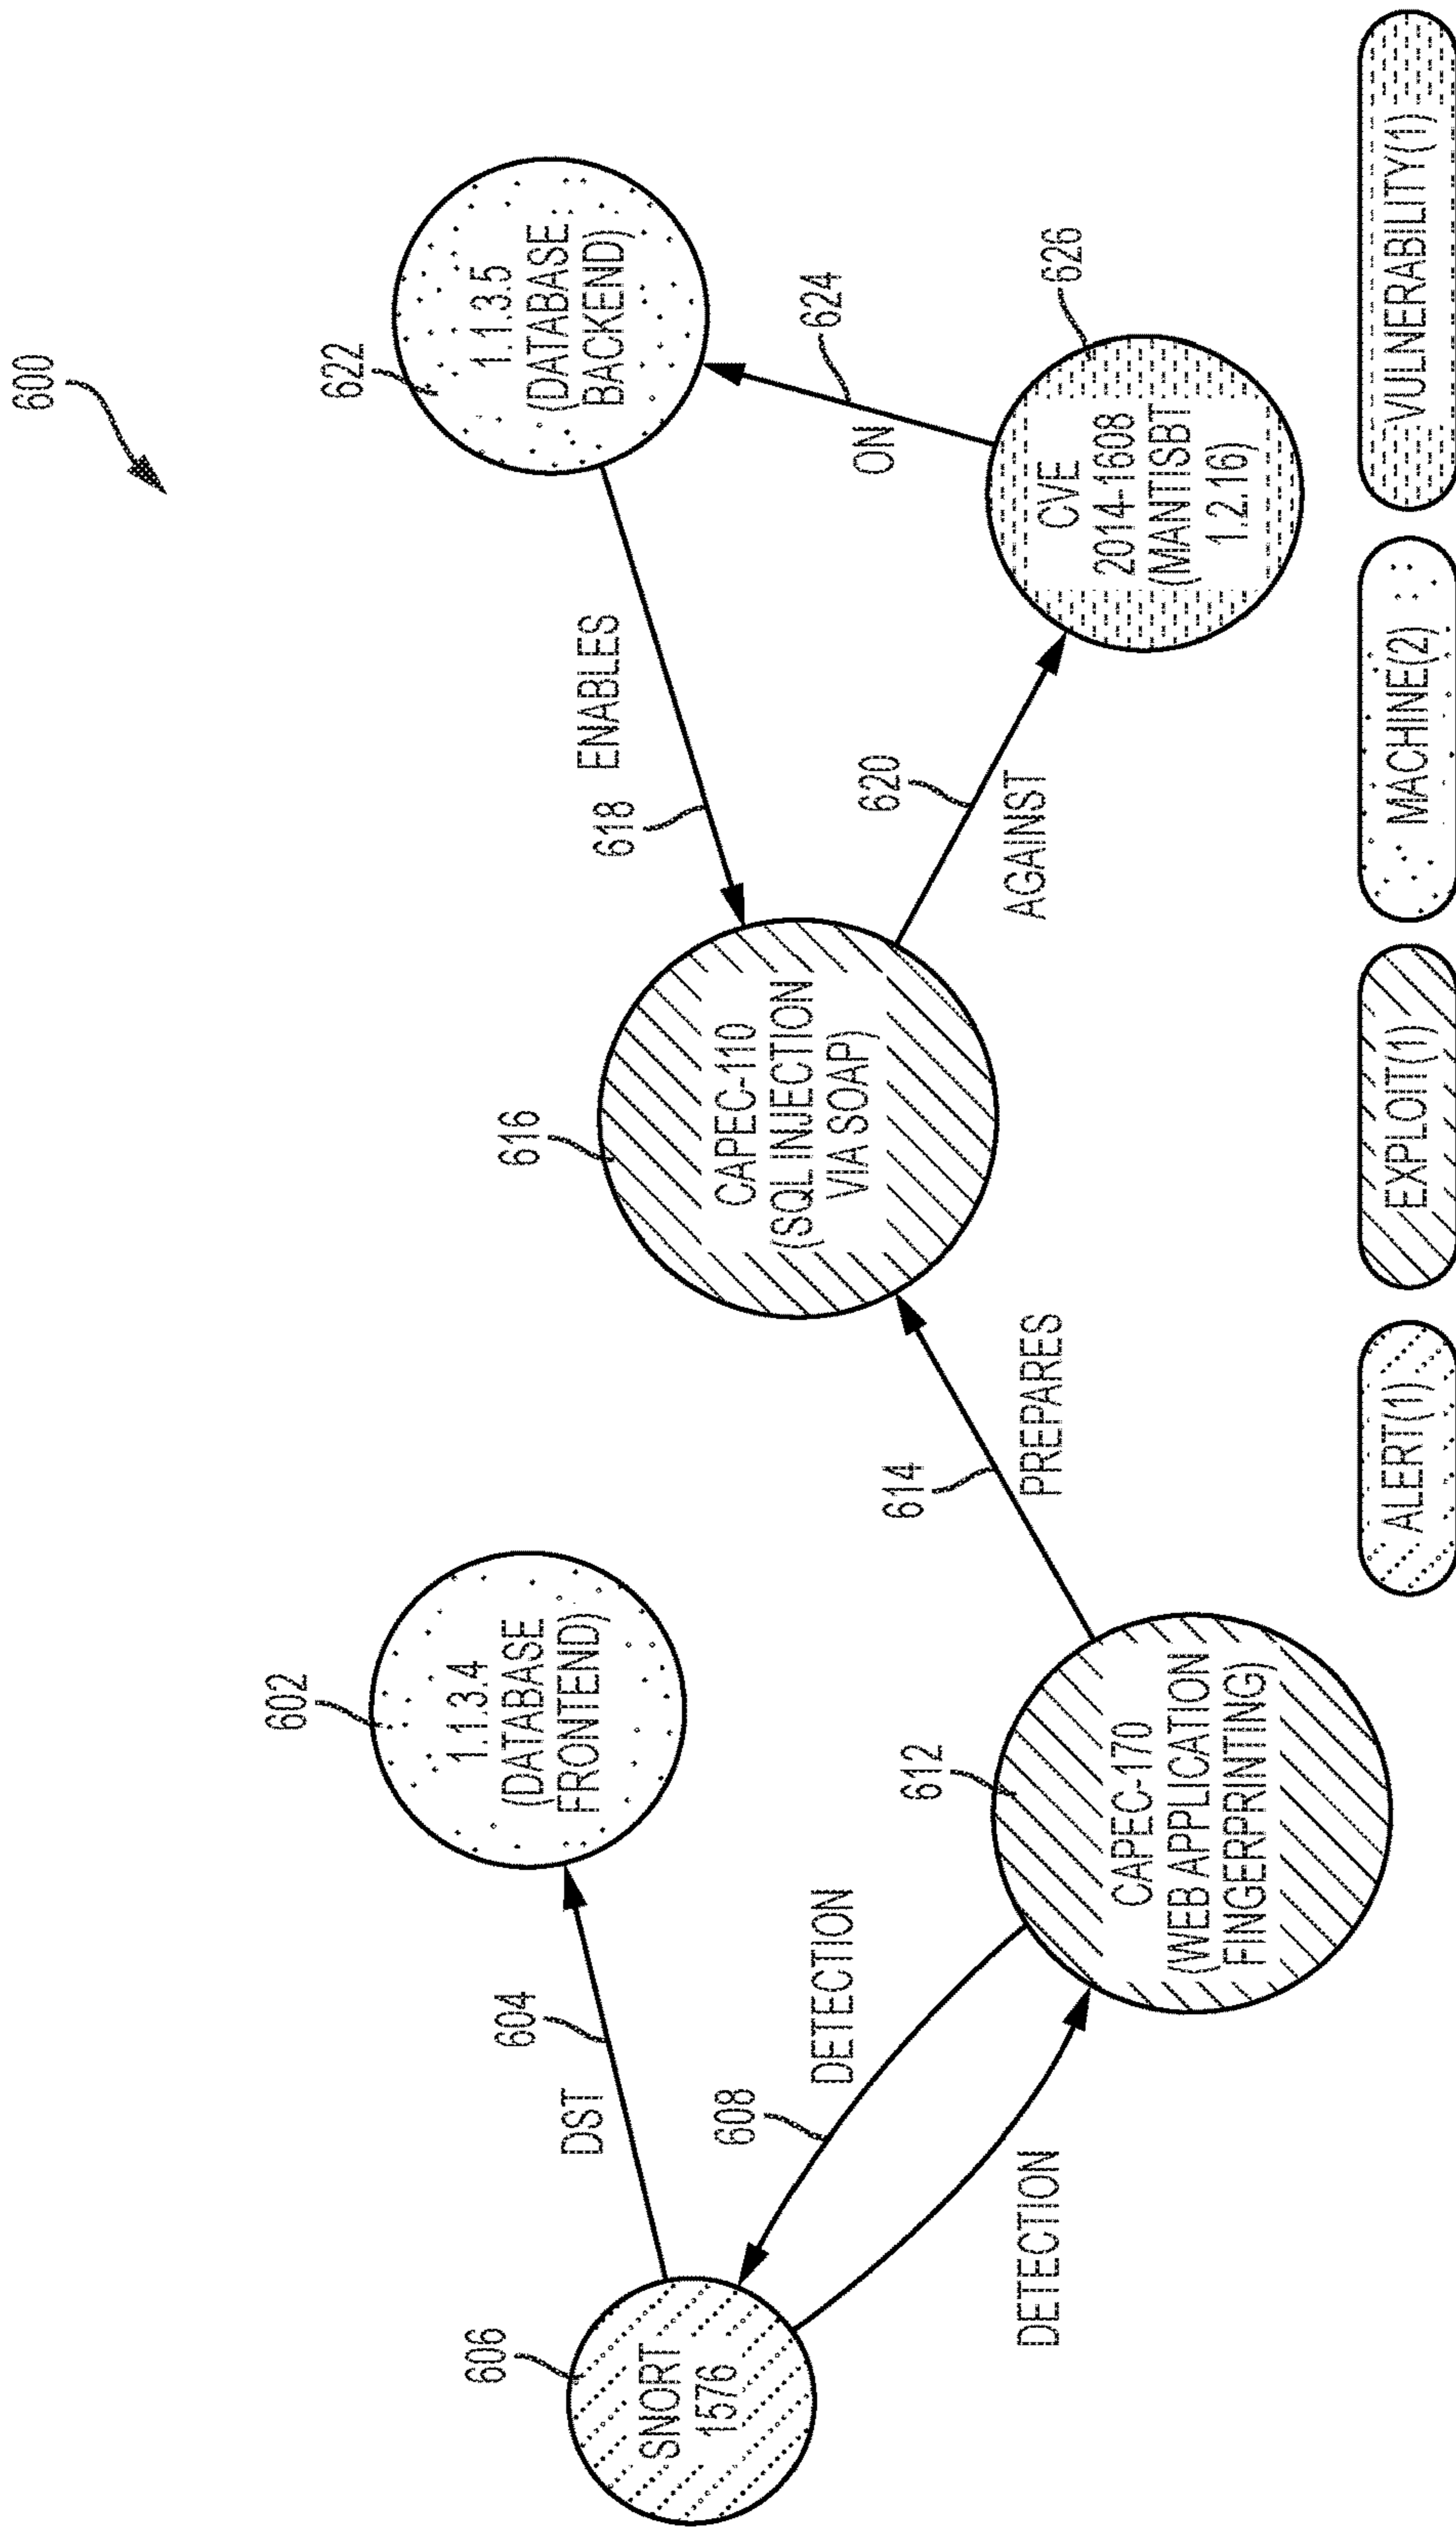 600
622
1.1.3.5
(DATABASE
BACKEND)
624
ON
626
CVE
2014-1608
(MANTISBT
1.2.16)
ENABLES
618
620
AGAINST
616
CAPEC-110
(SQL INJECTION
VIA SOAP)
614
PREPARES
602
1.1.3.4
(DATABASE
FRONTEND)
612
CAPEC-170
(WEB APPLICATION
FINGERPRINTING)
604
DST
608
DETECTION
DETECTION
606
SNORT
1576
ALERT(1)
EXPLOIT(1)
MACHINE(2)
VULNERABILITY(1)